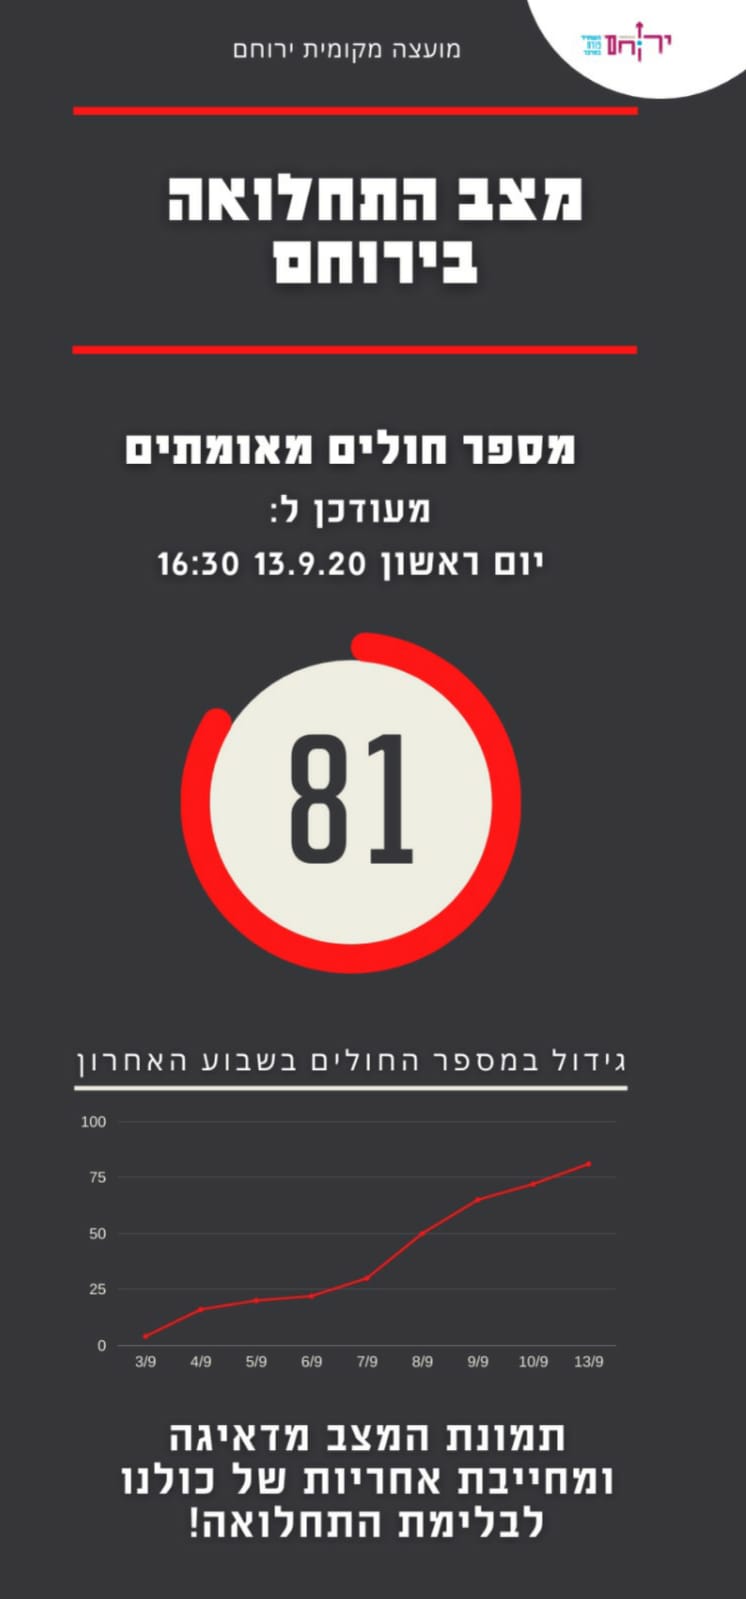 מועצה מקומית ירוחם
ירוחם
מצב התחלואה
בירוחם
מספר חולים מאומתים
מעודכן ל:
יום ראשון 13.9.20 16:30
81
גידול במספר החולים בשבוע האחרון
100
75
50
25
0
3/9 4/9 5/9 6/9 7/9 8/9 9/9 10/9 13/9
תמונת המצב מדאיגה
ומחייבת אחריות של כולנו
לבלימת התחלואה!